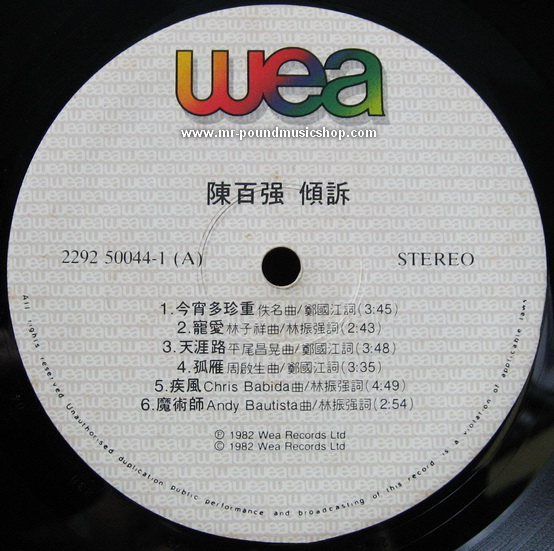 wea
www.mr-poundmusicshop.com
陳百强 傾訴
2292 50044-1 (A)
STEREO
1.今宵多珍重 佚名曲/鄭國江詞(3:45)
2.寵愛 林子祥曲/林振强詞(2:43)
3.天涯路 平尾昌晃曲/鄭國江詞(3:48)
4.孤雁 周啟生曲/鄭國江詞(3:35)
5.疾風 Chris Babida曲/林振强詞(4:49)
6.魔術師 Andy Bautista曲/林振强詞(2:54)
Ⓟ 1982 Wea Records Ltd
© 1982 Wea Records Ltd
All rights reserved Unauthorised duplication public performance and broadcasting of this record is a violation of applicable laws